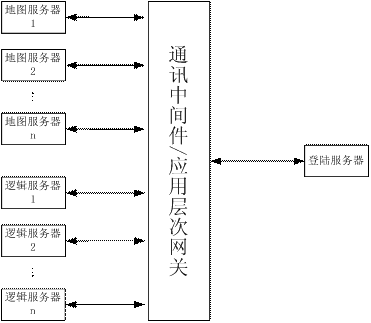 地图服务器
1
地图服务器
2
...
地图服务器
n
逻辑服务器
1
逻辑服务器
2
...
逻辑服务器
n
通讯中间件/应用层次网关
登陆服务器